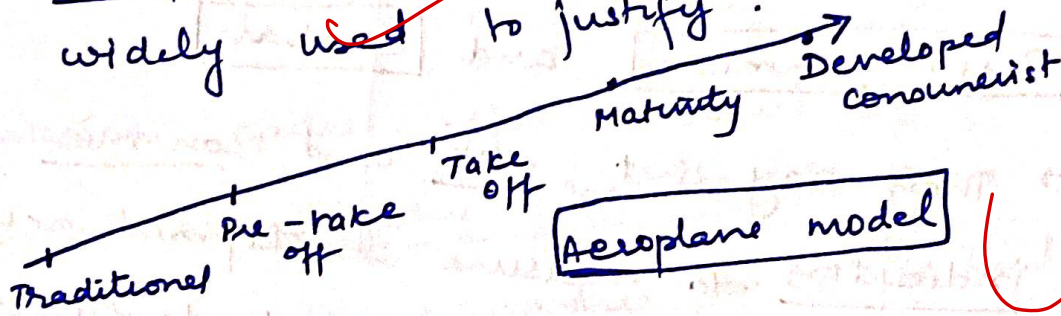 widely used to justify .
Developed
consumerist
Maturity
Take
off
Pre-take
off
Traditional
Aeroplane model